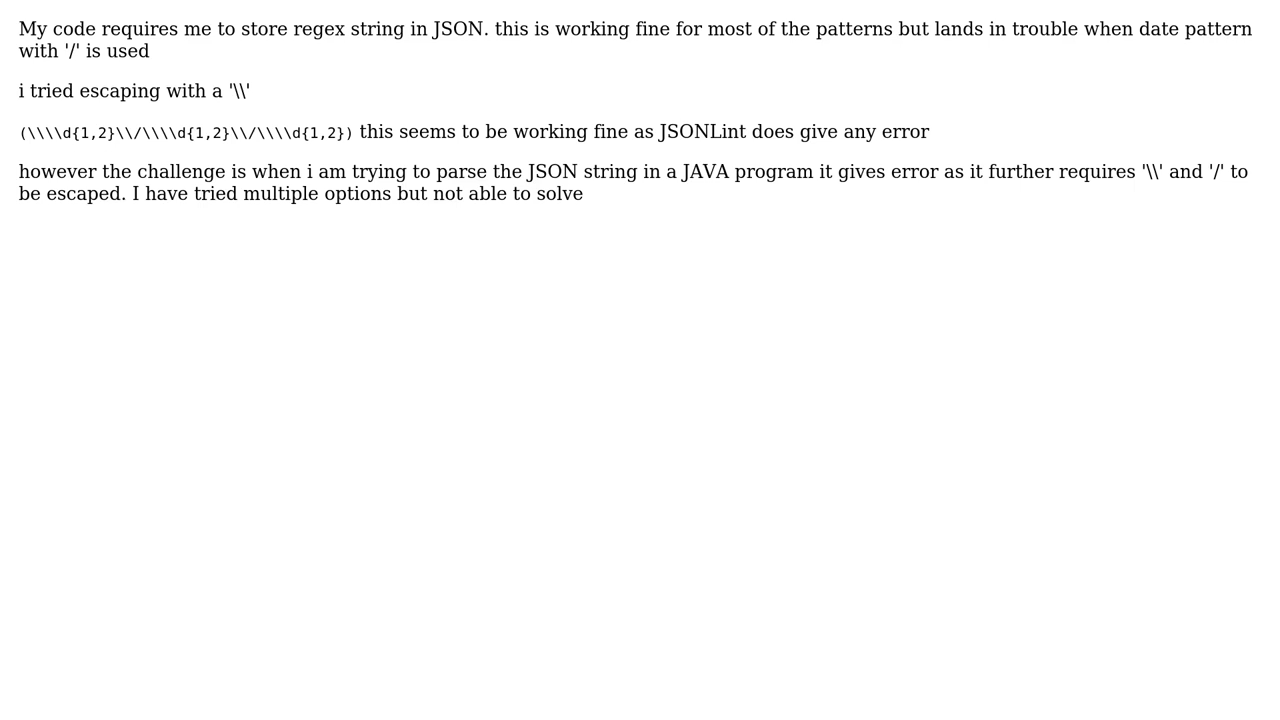 My code requires me to store regex string in JSON. this is working fine for most of the patterns but lands in trouble when date pattern
with '/' is used
i tried escaping with a '\\'
(\\\\d{1,2}\\/\\\\d{1,2}\\/\\\\d{1,2}) this seems to be working fine as JSONLint does give any error
however the challenge is when i am trying to parse the JSON string in a JAVA program it gives error as it further requires '\\' and '/' to
be escaped. I have tried multiple options but not able to solve